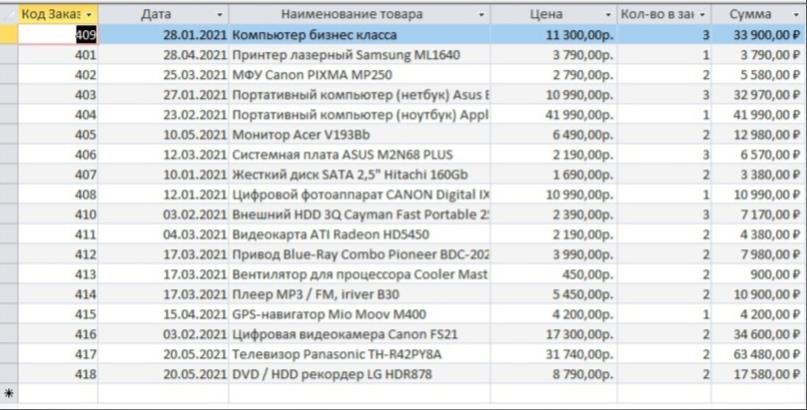 Код Заказ Дата Наименование товара Цена Кол-во в зак Сумма
409 28.01.2021 Компьютер бизнес класса 11 300,00р. 3 33 900,00 ₽
401 28.04.2021 Принтер лазерный Samsung ML1640 3 790,00р. 1 3 790,00 ₽
402 25.03.2021 МФУ Canon PIXMA MP250 2 790,00р. 2 5 580,00 ₽
403 27.01.2021 Портативный компьютер (нетбук) Asus E 10 990,00р. 3 32 970,00 ₽
404 23.02.2021 Портативный компьютер (ноутбук) Appl 41 990,00р. 1 41 990,00 ₽
405 10.05.2021 Монитор Acer V193Bb 6 490,00р. 2 12 980,00 ₽
406 12.03.2021 Системная плата ASUS M2N68 PLUS 2 190,00р. 3 6 570,00 ₽
407 10.01.2021 Жесткий диск SATA 2,5" Hitachi 160Gb 1 690,00р. 2 3 380,00 ₽
408 12.01.2021 Цифровой фотоаппарат CANON Digital IX 10 990,00р. 1 10 990,00 ₽
410 03.02.2021 Внешний HDD 3Q Cayman Fast Portable 2 2 390,00р. 3 7 170,00 ₽
411 04.03.2021 Видеокарта ATI Radeon HD5450 2 190,00р. 2 4 380,00 ₽
412 17.03.2021 Привод Blue-Ray Combo Pioneer BDC-202 3 990,00р. 2 7 980,00 ₽
413 17.03.2021 Вентилятор для процессора Cooler Mast 450,00р. 2 900,00 ₽
414 17.03.2021 Плеер MP3 / FM, iriver B30 5 450,00р. 2 10 900,00 ₽
415 15.04.2021 GPS-навигатор Mio Moov M400 4 200,00р. 1 4 200,00 ₽
416 03.02.2021 Цифровая видеокамера Canon FS21 17 300,00р. 2 34 600,00 ₽
417 20.05.2021 Телевизор Panasonic TH-R42PY8A 31 740,00р. 2 63 480,00 ₽
418 20.05.2021 DVD / HDD рекордер LG HDR878 8 790,00р. 2 17 580,00 ₽